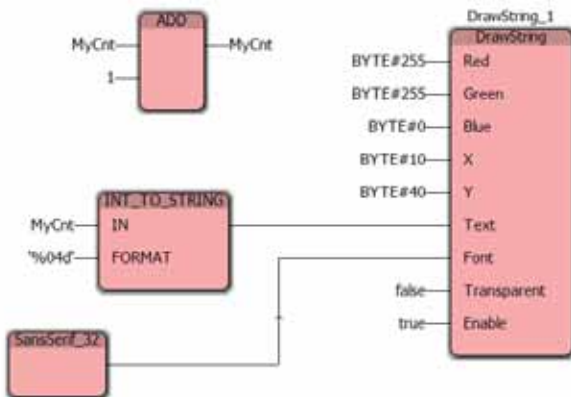 ADD
MyCnt
MyCnt
1
DrawString_1
DrawString
BYTE#255
Red
BYTE#255
Green
BYTE#0
Blue
BYTE#10
X
BYTE#40
Y
INT_TO_STRING
MyCnt
IN
Text
'%04d'
FORMAT
Font
false
Transparent
true
Enable
SansSerif_32